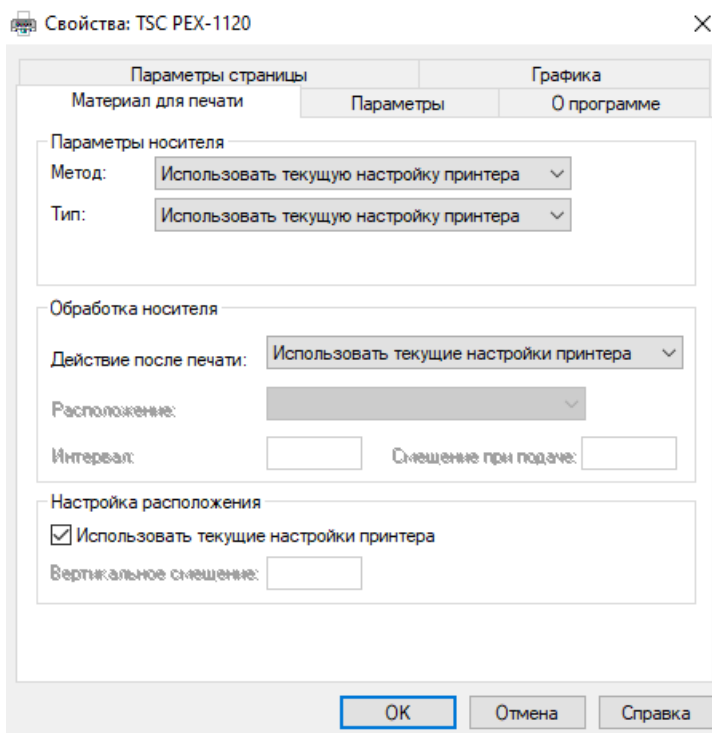 Свойства: TSC PEX-1120
Параметры страницы
Графика
Материал для печати
Параметры
О программе
Параметры носителя
Метод:
Использовать текущую настройку принтера
Тип:
Использовать текущую настройку принтера
Обработка носителя
Действие после печати:
Использовать текущие настройки принтера
Расположение:
Интервал:
Смещение при подаче:
Настройка расположения
Использовать текущие настройки принтера
Вертикальное смещение:
OK
Отмена
Справка